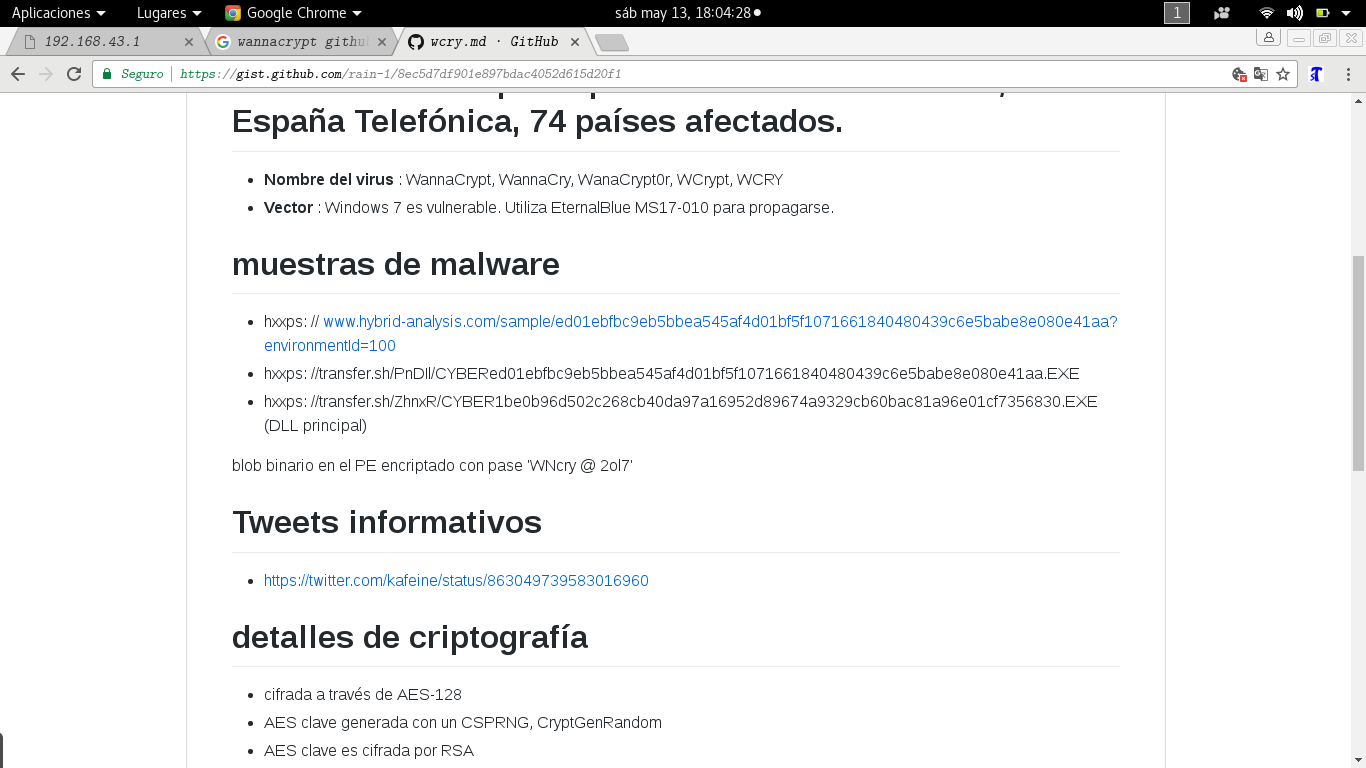 Aplicaciones Lugares Google Chrome sáb may 13, 18:04:28 1
192.168.43.1 wannacrypt githu wcry.md · GitHub
Seguro https://gist.github.com/rain-1/8ec5d7df901e897bdac4052d615d20f1
España Telefónica, 74 países afectados.
Nombre del virus : WannaCrypt, WannaCry, WanaCrypt0r, WCrypt, WCRY
Vector : Windows 7 es vulnerable. Utiliza EternalBlue MS17-010 para propagarse.
muestras de malware
hxxps: // www.hybrid-analysis.com/sample/ed01ebfbc9eb5bbea545af4d01bf5f1071661840480439c6e5babe8e080e41aa?
environmentId=100
hxxps: //transfer.sh/PnDIl/CYBERed01ebfbc9eb5bbea545af4d01bf5f1071661840480439c6e5babe8e080e41aa.EXE
hxxps: //transfer.sh/ZhnxR/CYBER1be0b96d502c268cb40da97a16952d89674a9329cb60bac81a96e01cf7356830.EXE
(DLL principal)
blob binario en el PE encriptado con pase 'WNcry @ 2ol7'
Tweets informativos
https://twitter.com/kafeine/status/863049739583016960
detalles de criptografía
cifrada a través de AES-128
AES clave generada con un CSPRNG, CryptGenRandom
AES clave es cifrada por RSA